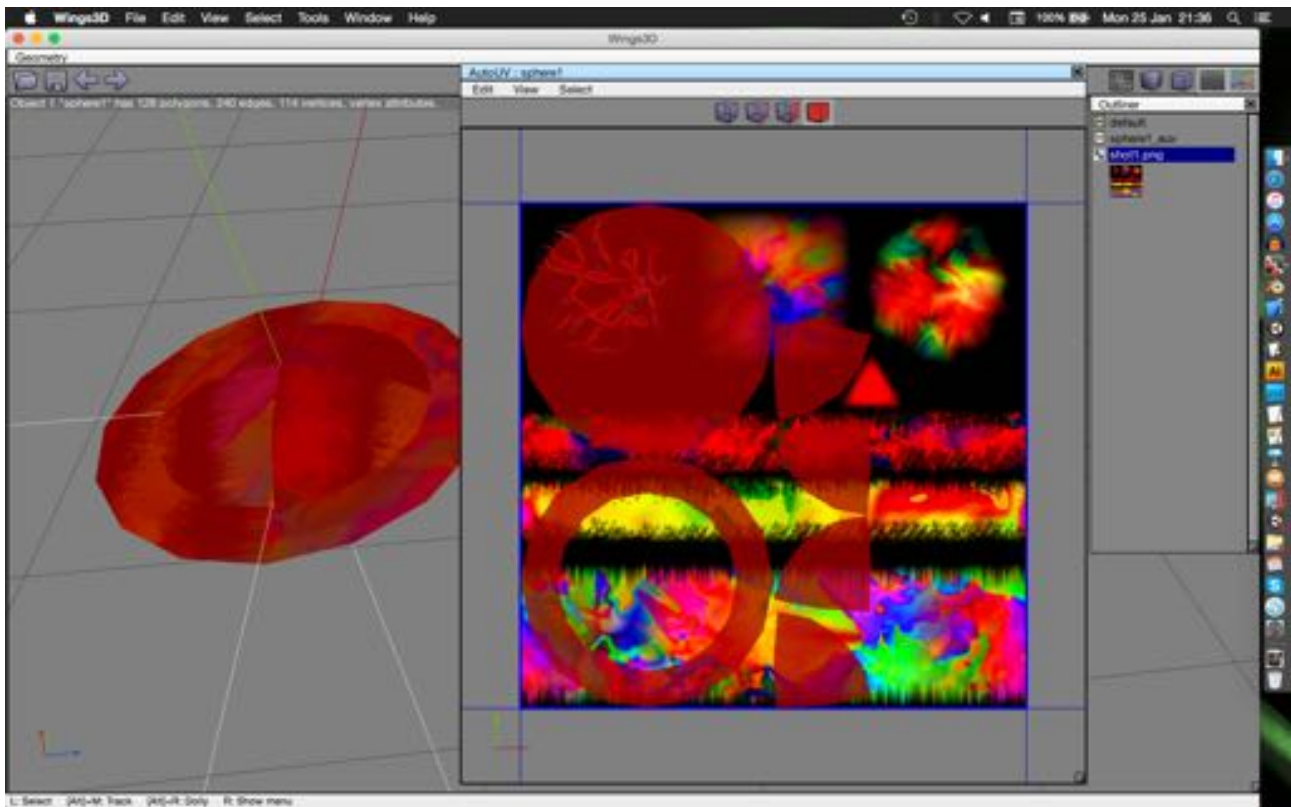 Wings3D File Edit View Select Tools Window Help 100% Mon 25 Jan 21:36
Wings3D
Geometry
AutoUV : sphere1
Edit View Select
Object 1 "sphere1" has 128 polygons, 240 edges, 114 vertices, vertex attributes.
Outliner
default
sphere1_auv
shot1.png
Ai
S
L: Select [Alt]+M: Track [Alt]+R: Dolly R: Show menu